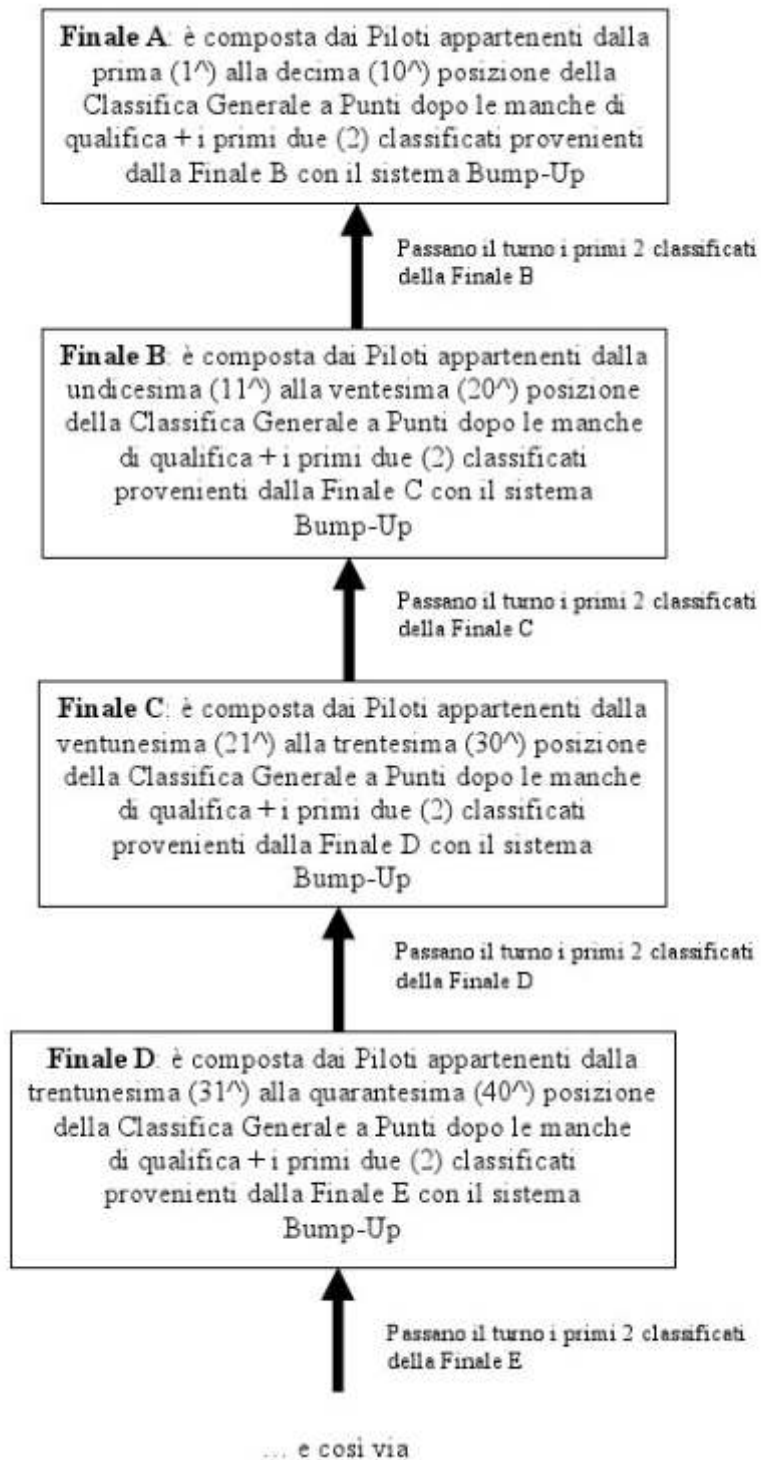 Finale A: è composta dai Piloti appartenenti dalla
prima (1^) alla decima (10^) posizione della
Classifica Generale a Punti dopo le manche di
qualifica + i primi due (2) classificati provenienti
dalla Finale B con il sistema Bump-Up
Passano il turno i primi 2 classificati
della Finale B
Finale B: è composta dai Piloti appartenenti dalla
undicesima (11^) alla ventesima (20^) posizione
della Classifica Generale a Punti dopo le manche
di qualifica + i primi due (2) classificati
provenienti dalla Finale C con il sistema
Bump-Up
Passano il turno i primi 2 classificati
della Finale C
Finale C: è composta dai Piloti appartenenti dalla
ventunesima (21^) alla trentesima (30^) posizione
della Classifica Generale a Punti dopo le manche
di qualifica + i primi due (2) classificati
provenienti dalla Finale D con il sistema
Bump-Up
Passano il turno i primi 2 classificati
della Finale D
Finale D: è composta dai Piloti appartenenti dalla
trentunesima (31^) alla quarantesima (40^) posizione
della Classifica Generale a Punti dopo le manche
di qualifica + i primi due (2) classificati
provenienti dalla Finale E con il sistema
Bump-Up
Passano il turno i primi 2 classificati
della Finale E
... e cosi via